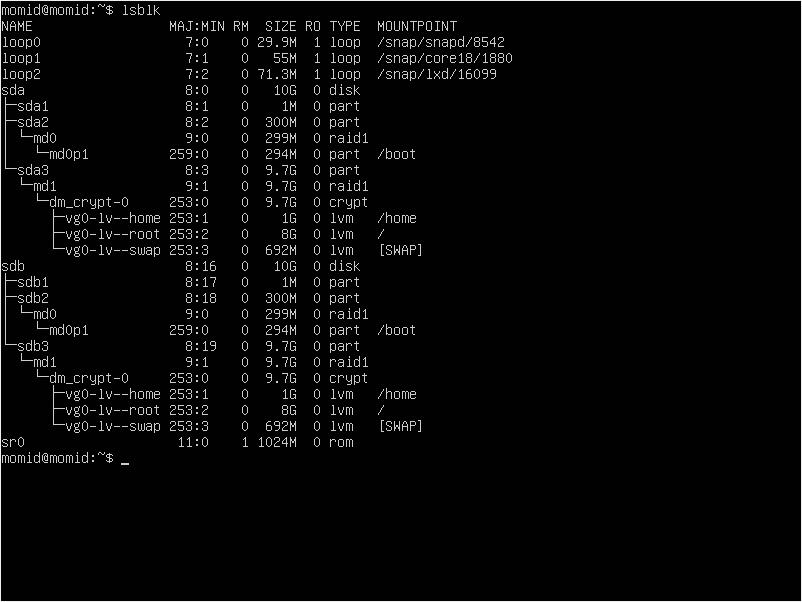 momid@momid:~$ lsblk
NAME                 MAJ:MIN RM  SIZE RO TYPE  MOUNTPOINT
loop0                  7:0    0 29.9M  1 loop  /snap/snapd/8542
loop1                  7:1    0   55M  1 loop  /snap/core18/1880
loop2                  7:2    0 71.3M  1 loop  /snap/lxd/16099
sda                    8:0    0   10G  0 disk
├─sda1                 8:1    0    1M  0 part
├─sda2                 8:2    0  300M  0 part
│ └─md0                9:0    0  299M  0 raid1
│   └─md0p1          259:0    0  294M  0 part  /boot
└─sda3                 8:3    0  9.7G  0 part
  └─md1                9:1    0  9.7G  0 raid1
    └─dm_crypt-0     253:0    0  9.7G  0 crypt
      ├─vg0-lv--home 253:1    0    1G  0 lvm   /home
      ├─vg0-lv--root 253:2    0    8G  0 lvm   /
      └─vg0-lv--swap 253:3    0  692M  0 lvm   [SWAP]
sdb                    8:16   0   10G  0 disk
├─sdb1                 8:17   0    1M  0 part
├─sdb2                 8:18   0  300M  0 part
│ └─md0                9:0    0  299M  0 raid1
│   └─md0p1          259:0    0  294M  0 part  /boot
└─sdb3                 8:19   0  9.7G  0 part
  └─md1                9:1    0  9.7G  0 raid1
    └─dm_crypt-0     253:0    0  9.7G  0 crypt
      ├─vg0-lv--home 253:1    0    1G  0 lvm   /home
      ├─vg0-lv--root 253:2    0    8G  0 lvm   /
      └─vg0-lv--swap 253:3    0  692M  0 lvm   [SWAP]
sr0                   11:0    1 1024M  0 rom
momid@momid:~$ _